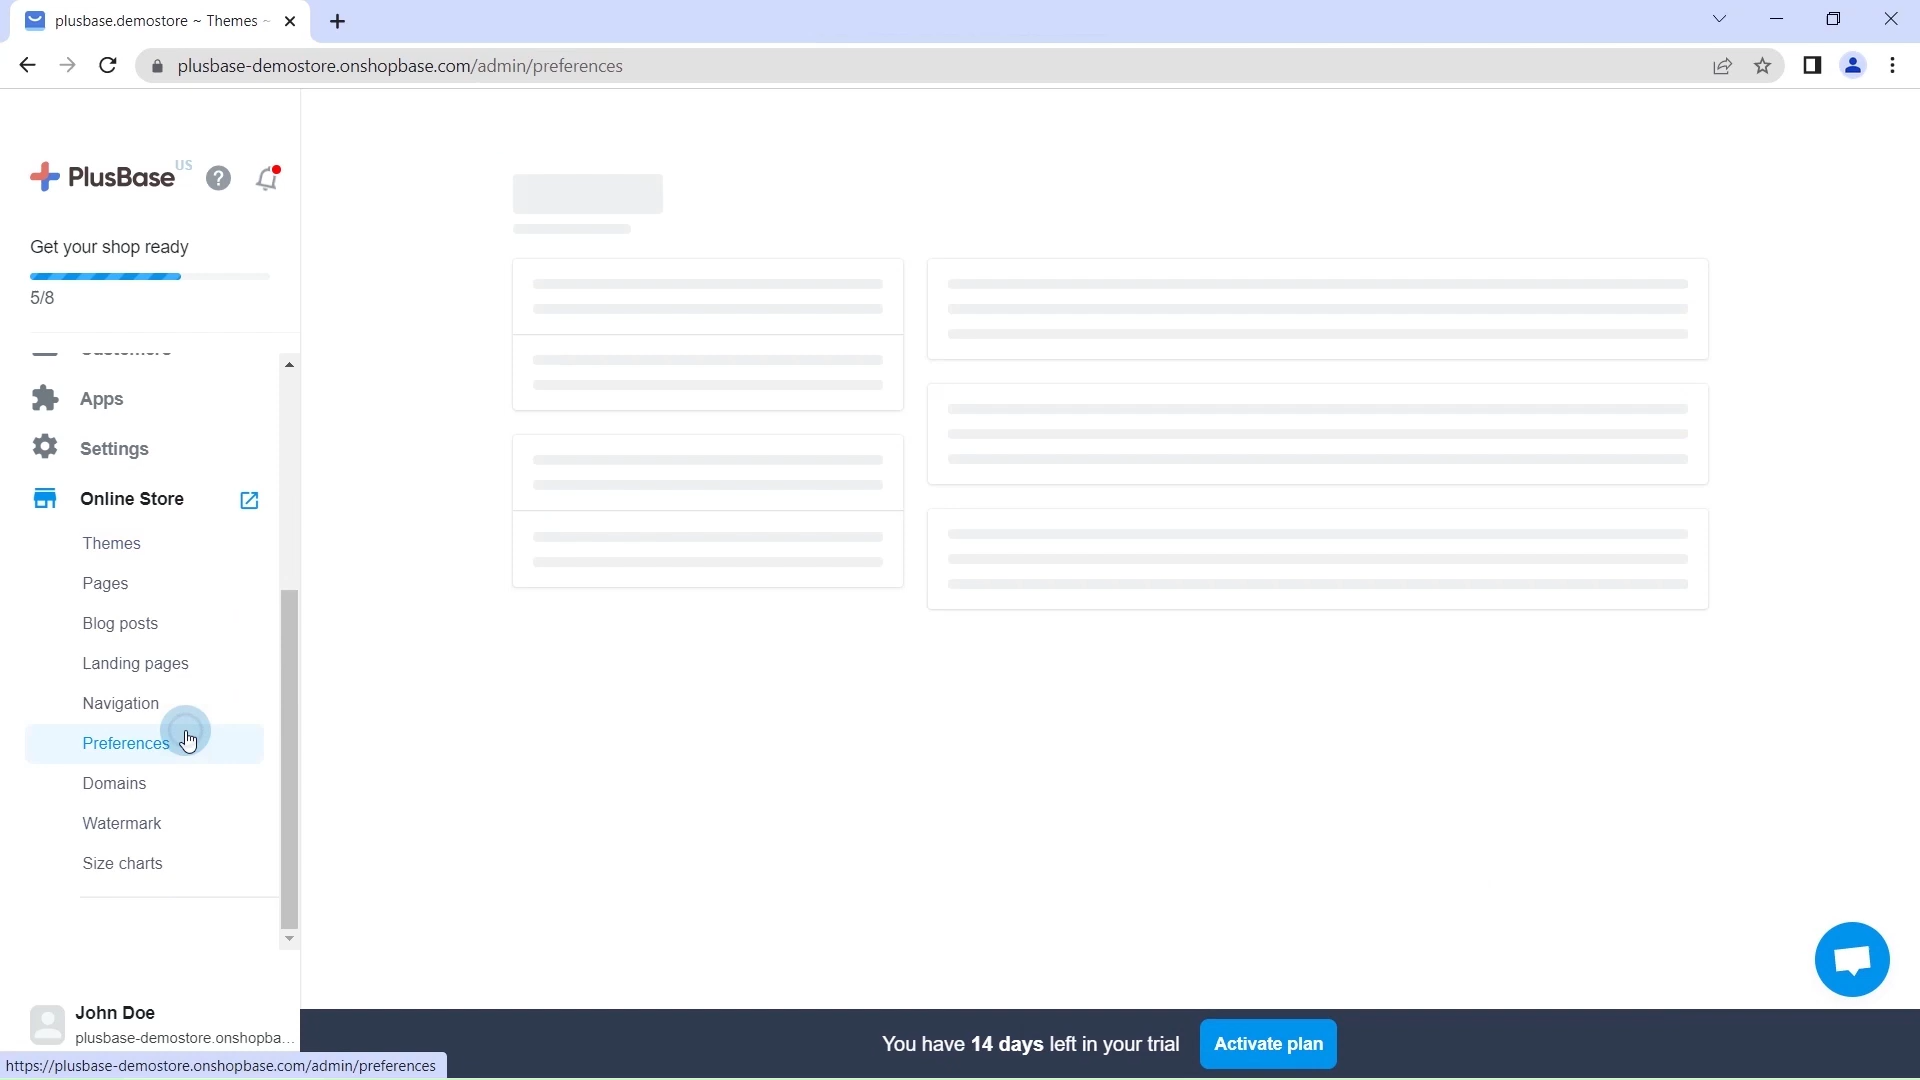 plusbase.demostore ~ Themes ~
plusbase-demostore.onshopbase.com/admin/preferences
PlusBase US
Get your shop ready
5/8
Customers
Apps
Settings
Online Store
Themes
Pages
Blog posts
Landing pages
Navigation
Preferences
Domains
Watermark
Size charts
John Doe
plusbase-demostore.onshopba...
You have 14 days left in your trial
Activate plan
https://plusbase-demostore.onshopbase.com/admin/preferences